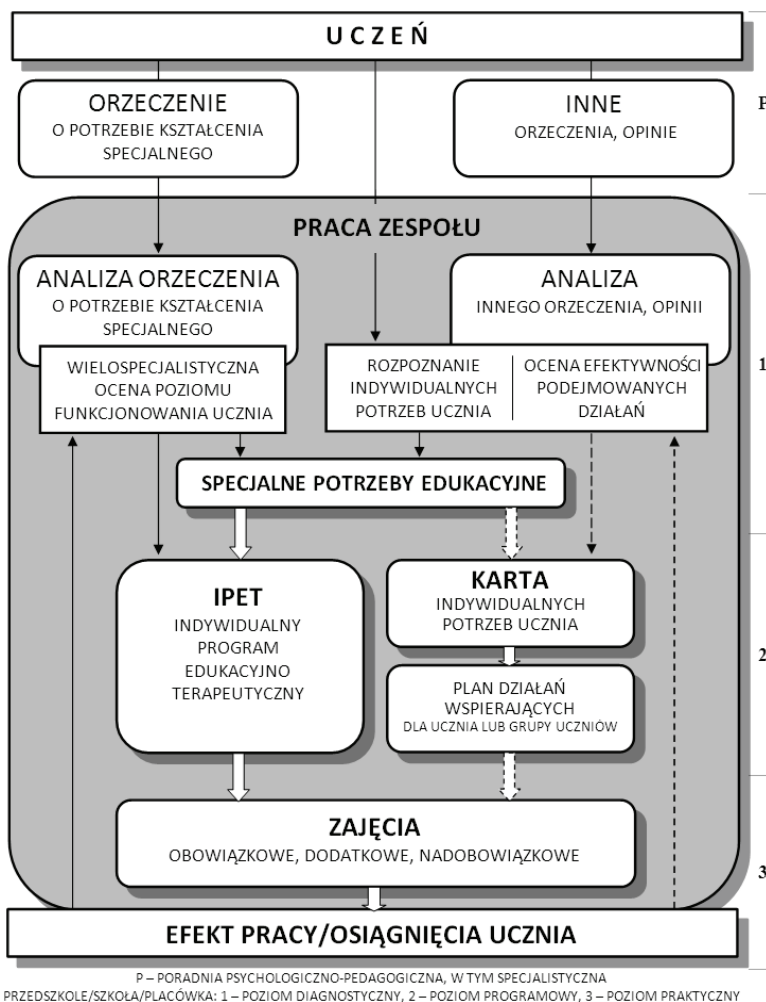 UCZEŃ
ORZECZENIE
O POTRZEBIE KSZTAŁCENIA
SPECJALNEGO
INNE
ORZECZENIA, OPINIE
P
PRACA ZESPOŁU
ANALIZA ORZECZENIA
O POTRZEBIE KSZTAŁCENIA
SPECJALNEGO
ANALIZA
INNEGO ORZECZENIA, OPINII
WIELOSPECJALISTYCZNA
OCENA POZIOMU
FUNKCJONOWANIA UCZNIA
ROZPOZNANIE
INDYWIDUALNYCH
POTRZEB UCZNIA
OCENA EFEKTYWNOŚCI
PODEJMOWANYCH
DZIAŁAŃ
1
SPECJALNE POTRZEBY EDUKACYJNE
IPET
INDYWIDUALNY
PROGRAM
EDUKACYJNO
TERAPEUTYCZNY
KARTA
INDYWIDUALNYCH
POTRZEB UCZNIA
2
PLAN DZIAŁAŃ
WSPIERAJĄCYCH
DLA UCZNIA LUB GRUPY UCZNIÓW
ZAJĘCIA
OBOWIĄZKOWE, DODATKOWE, NADOBOWIĄZKOWE
3
EFEKT PRACY/OSIĄGNIĘCIA UCZNIA
P – PORADNIA PSYCHOLOGICZNO-PEDAGOGICZNA, W TYM SPECJALISTYCZNA
PRZEDSZKOLE/SZKOŁA/PLACÓWKA: 1 – POZIOM DIAGNOSTYCZNY, 2 – POZIOM PROGRAMOWY, 3 – POZIOM PRAKTYCZNY